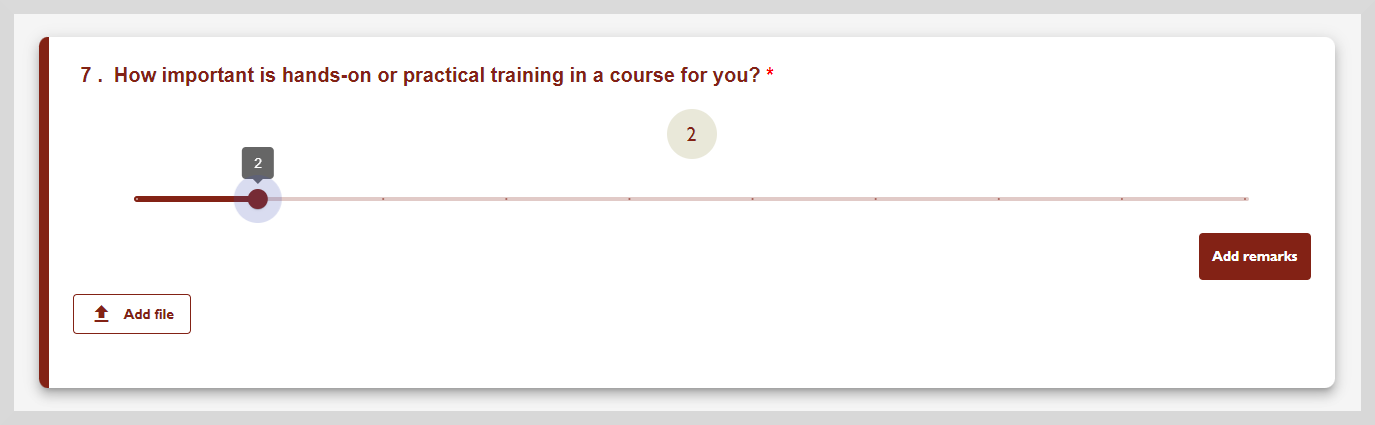 7 . How important is hands-on or practical training in a course for you? *
2
2
Add remarks
Add file